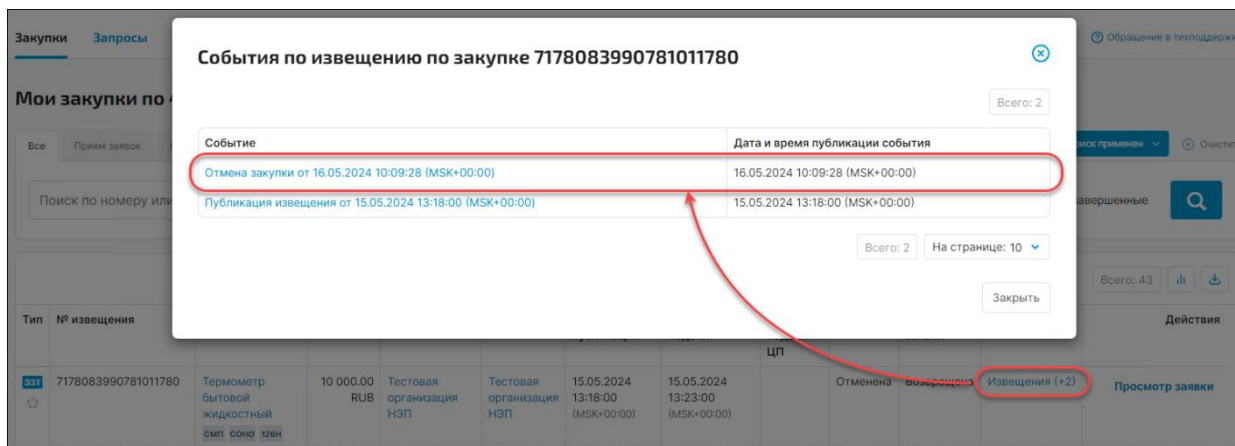 Закупки Запросы
Обращение в техподдержк
События по извещению по закупке 7178083990781011780
Мои закупки по
Всего: 2
Все Прием заявок
Событие Дата и время публикации события
иск применен Очистит
Отмена закупки от 16.05.2024 10:09:28 (MSK+00:00) 16.05.2024 10:09:28 (MSK+00:00)
Поиск по номеру или
Публикация извещения от 15.05.2024 13:18:00 (MSK+00:00) 15.05.2024 13:18:00 (MSK+00:00)
авершенные
Всего: 2 На странице: 10
Всего: 43
Закрыть
Тип № извещения Действия
ЦП
ЭЗТ 7178083990781011780 Термометр 10 000.00 Тестовая Тестовая 15.05.2024 15.05.2024 Отменена Возвращена Извещения (+2) Просмотр заявки
бытовой RUB организация организация 13:18:00 13:23:00
жидкостный НЭП НЭП (MSK+00:00) (MSK+00:00)
СМП СОНО 126Н